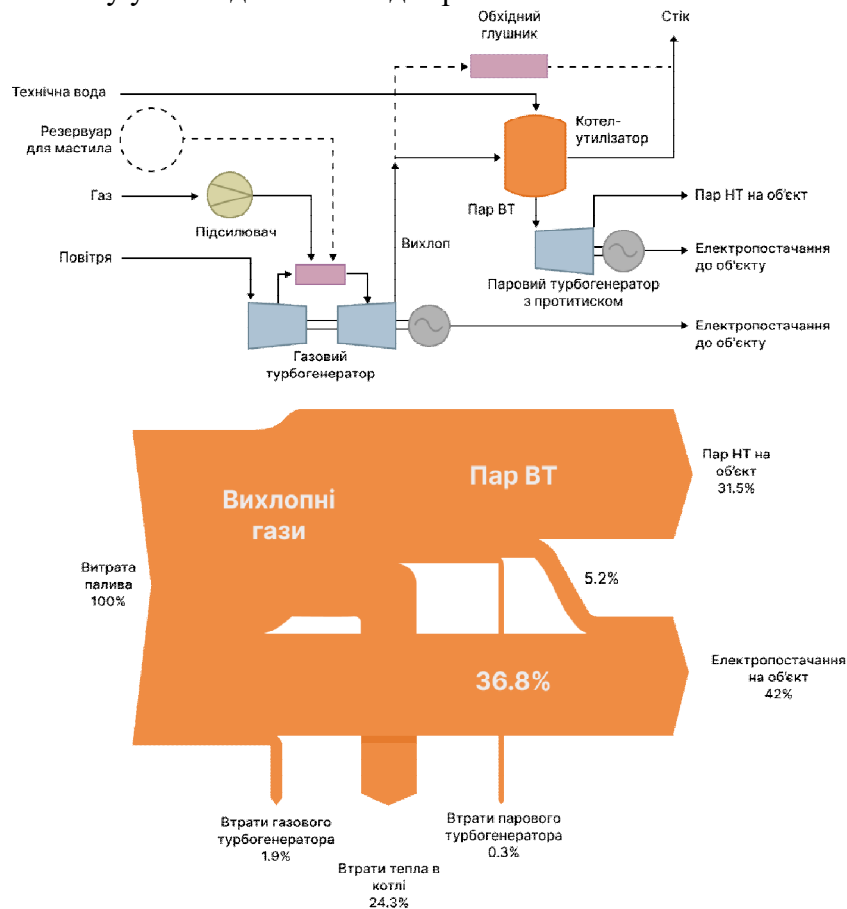 Обхідний
глушник
Стік
Технічна вода
Резервуар
для мастила
Котел-
утилізатор
Газ
Підсилювач
Пар ВТ
Пар НТ на об'єкт
Вихлоп
Повітря
Електропостачання
до об'єкту
Паровий турбогенератор
з протитиском
Газовий
турбогенератор
Електропостачання
до об'єкту
Пар ВТ
Пар НТ на
об'єкт
31.5%
Вихлопні
гази
Витрата
палива
100%
5.2%
36.8%
Електропостачання
на об'єкт
42%
Втрати газового
турбогенератора
1.9%
Втрати тепла в
котлі
24.3%
Втрати парового
турбогенератора
0.3%